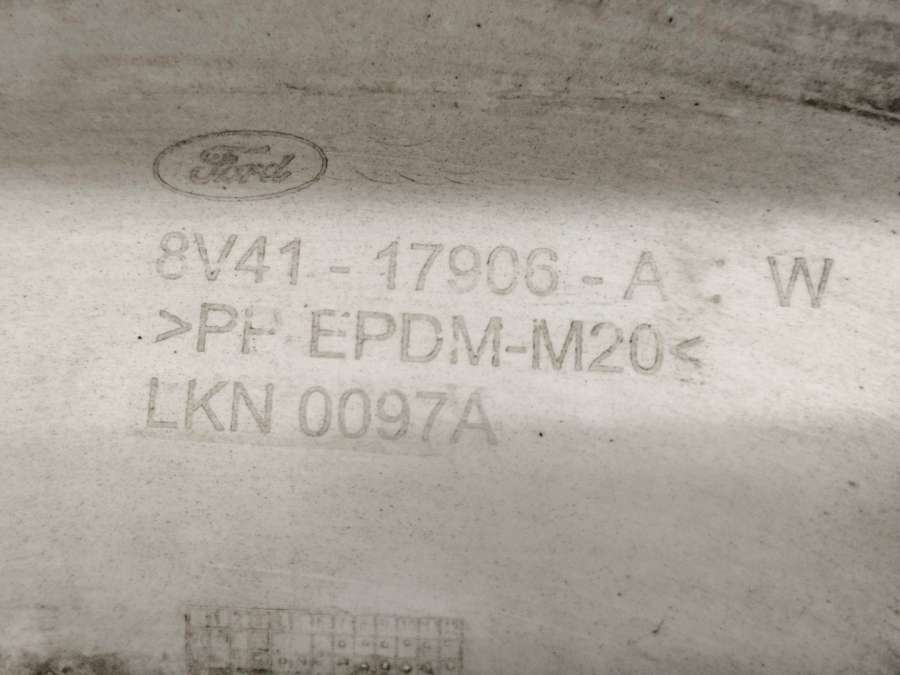 Ford
8V41 - 17906 - A W
>PP EPDM-M20<
LKN 0097A